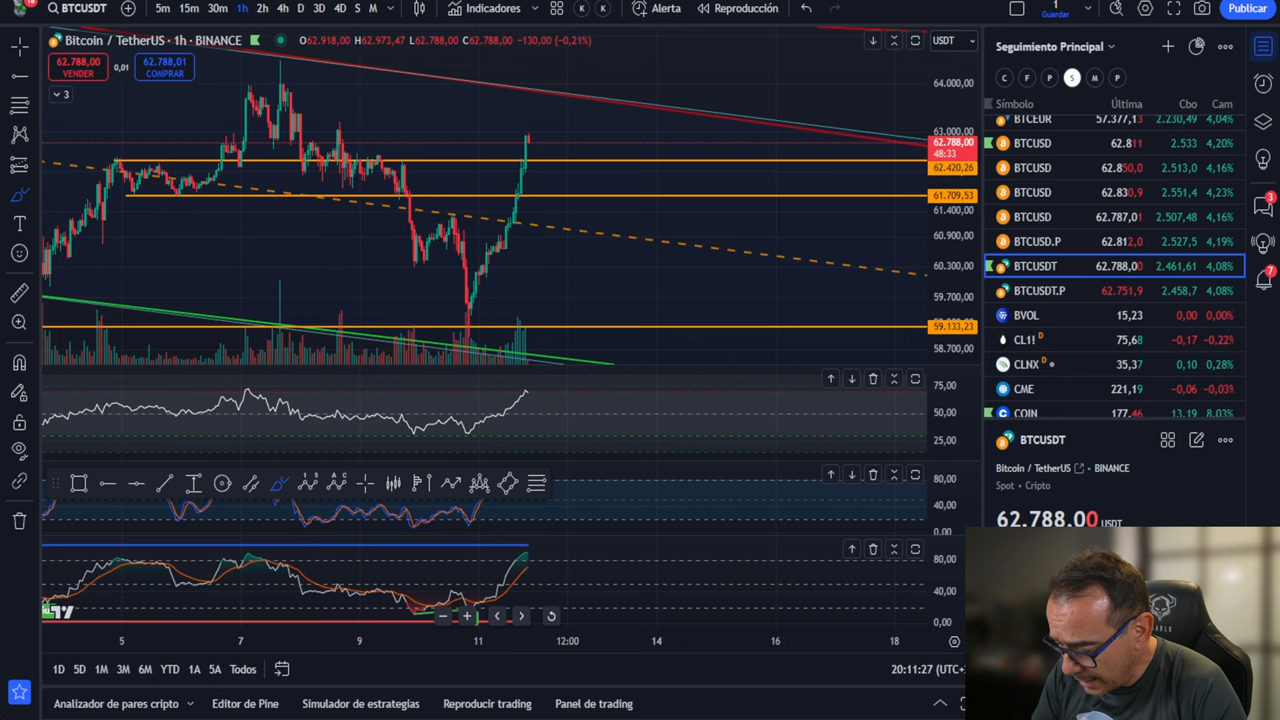 18
BTCUSDT
5m 15m 30m 1h 2h 4h D 3D 4D S M
Indicadores
K K
Alerta
Reproducción
1
Guardar
Publicar
Bitcoin / TetherUS · 1h · BINANCE
O62.918,00 H62.973,47 L62.788,00 C62.788,00 −130,00 (−0,21%)
USDT
62.788,00
VENDER
0,01
62.788,01
COMPRAR
3
64.000,00
63.000,00
62.788,00
48:33
62.420,26
61.709,53
61.400,00
60.900,00
60.300,00
59.700,00
59.133,23
58.700,00
75,00
50,00
25,00
80,00
40,00
0,00
80,00
40,00
0,00
5 7 9 11 12:00 14 16 18
1D 5D 1M 3M 6M YTD 1A 5A Todos
20:11:27 (UTC+
Analizador de pares cripto
Editor de Pine
Simulador de estrategias
Reproducir trading
Panel de trading
Seguimiento Principal
C F P S M P
Símbolo Última Cbo Cam
BTCEUR 57.377,13 2.230,49 4,04%
BTCUSD 62.811 2.533 4,20%
BTCUSD 62.850,0 2.513,0 4,16%
BTCUSD 62.830,9 2.551,4 4,23%
BTCUSD 62.787,01 2.507,48 4,16%
BTCUSD.P 62.812,0 2.527,5 4,19%
BTCUSDT 62.788,00 2.461,61 4,08%
BTCUSDT.P 62.751,9 2.458,7 4,08%
BVOL 15,23 0,00 0,00%
CL1! D 75,68 −0,17 −0,22%
CLNX D 35,37 0,10 0,28%
CME 221,19 −0,06 −0,03%
COIN 177,46 13,19 8,03%
BTCUSDT
Bitcoin / TetherUS · BINANCE
Spot • Cripto
62.788,00 USDT
3
7